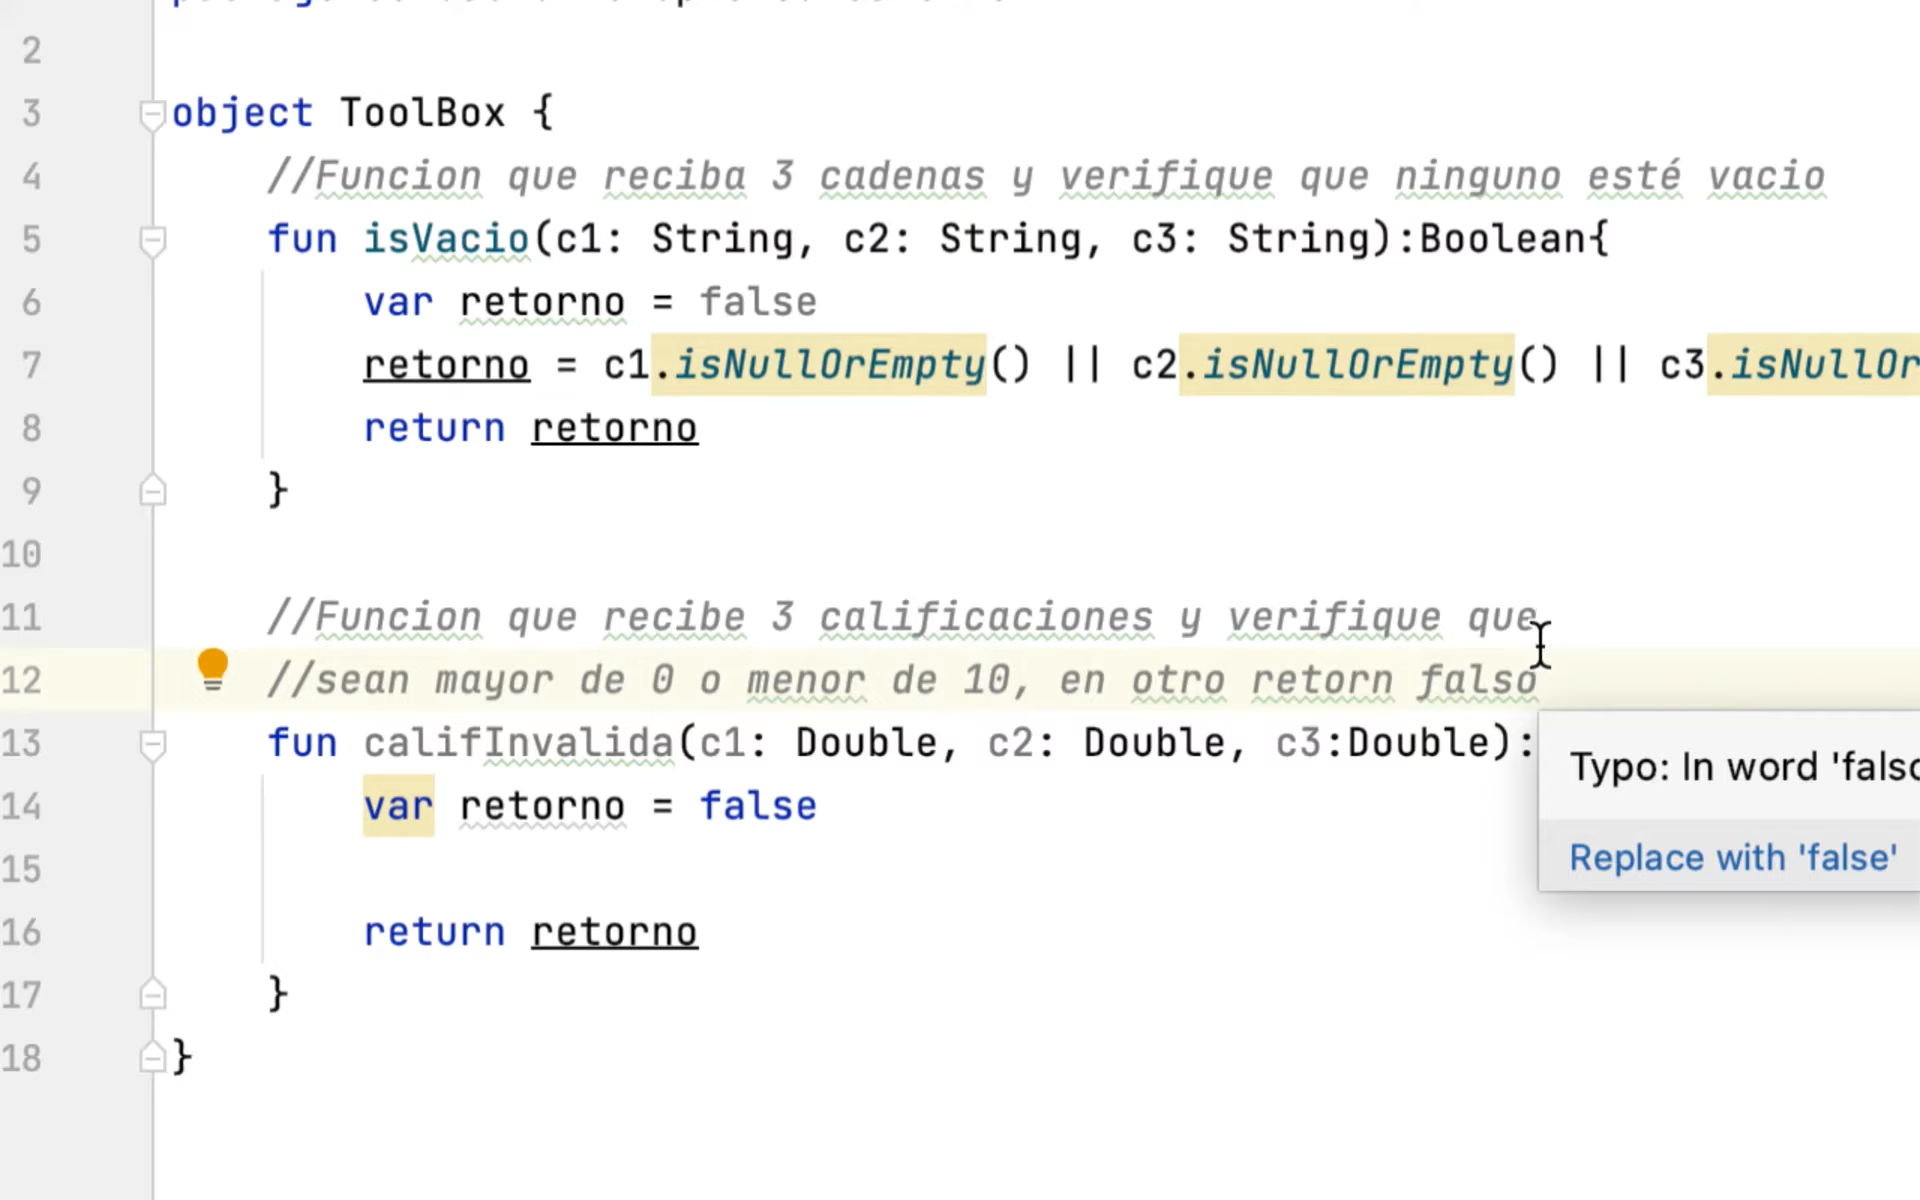 2
3 object ToolBox {
4 //Funcion que reciba 3 cadenas y verifique que ninguno esté vacio
5 fun isVacio(c1: String, c2: String, c3: String):Boolean{
6 var retorno = false
7 retorno = c1.isNullOrEmpty() || c2.isNullOrEmpty() || c3.isNullOr
8 return retorno
9 }
10
11 //Funcion que recibe 3 calificaciones y verifique que
12 //sean mayor de 0 o menor de 10, en otro retorn falso
13 fun califInvalida(c1: Double, c2: Double, c3:Double):
14 var retorno = false
Typo: In word 'falso
15
Replace with 'false'
16 return retorno
17 }
18 }